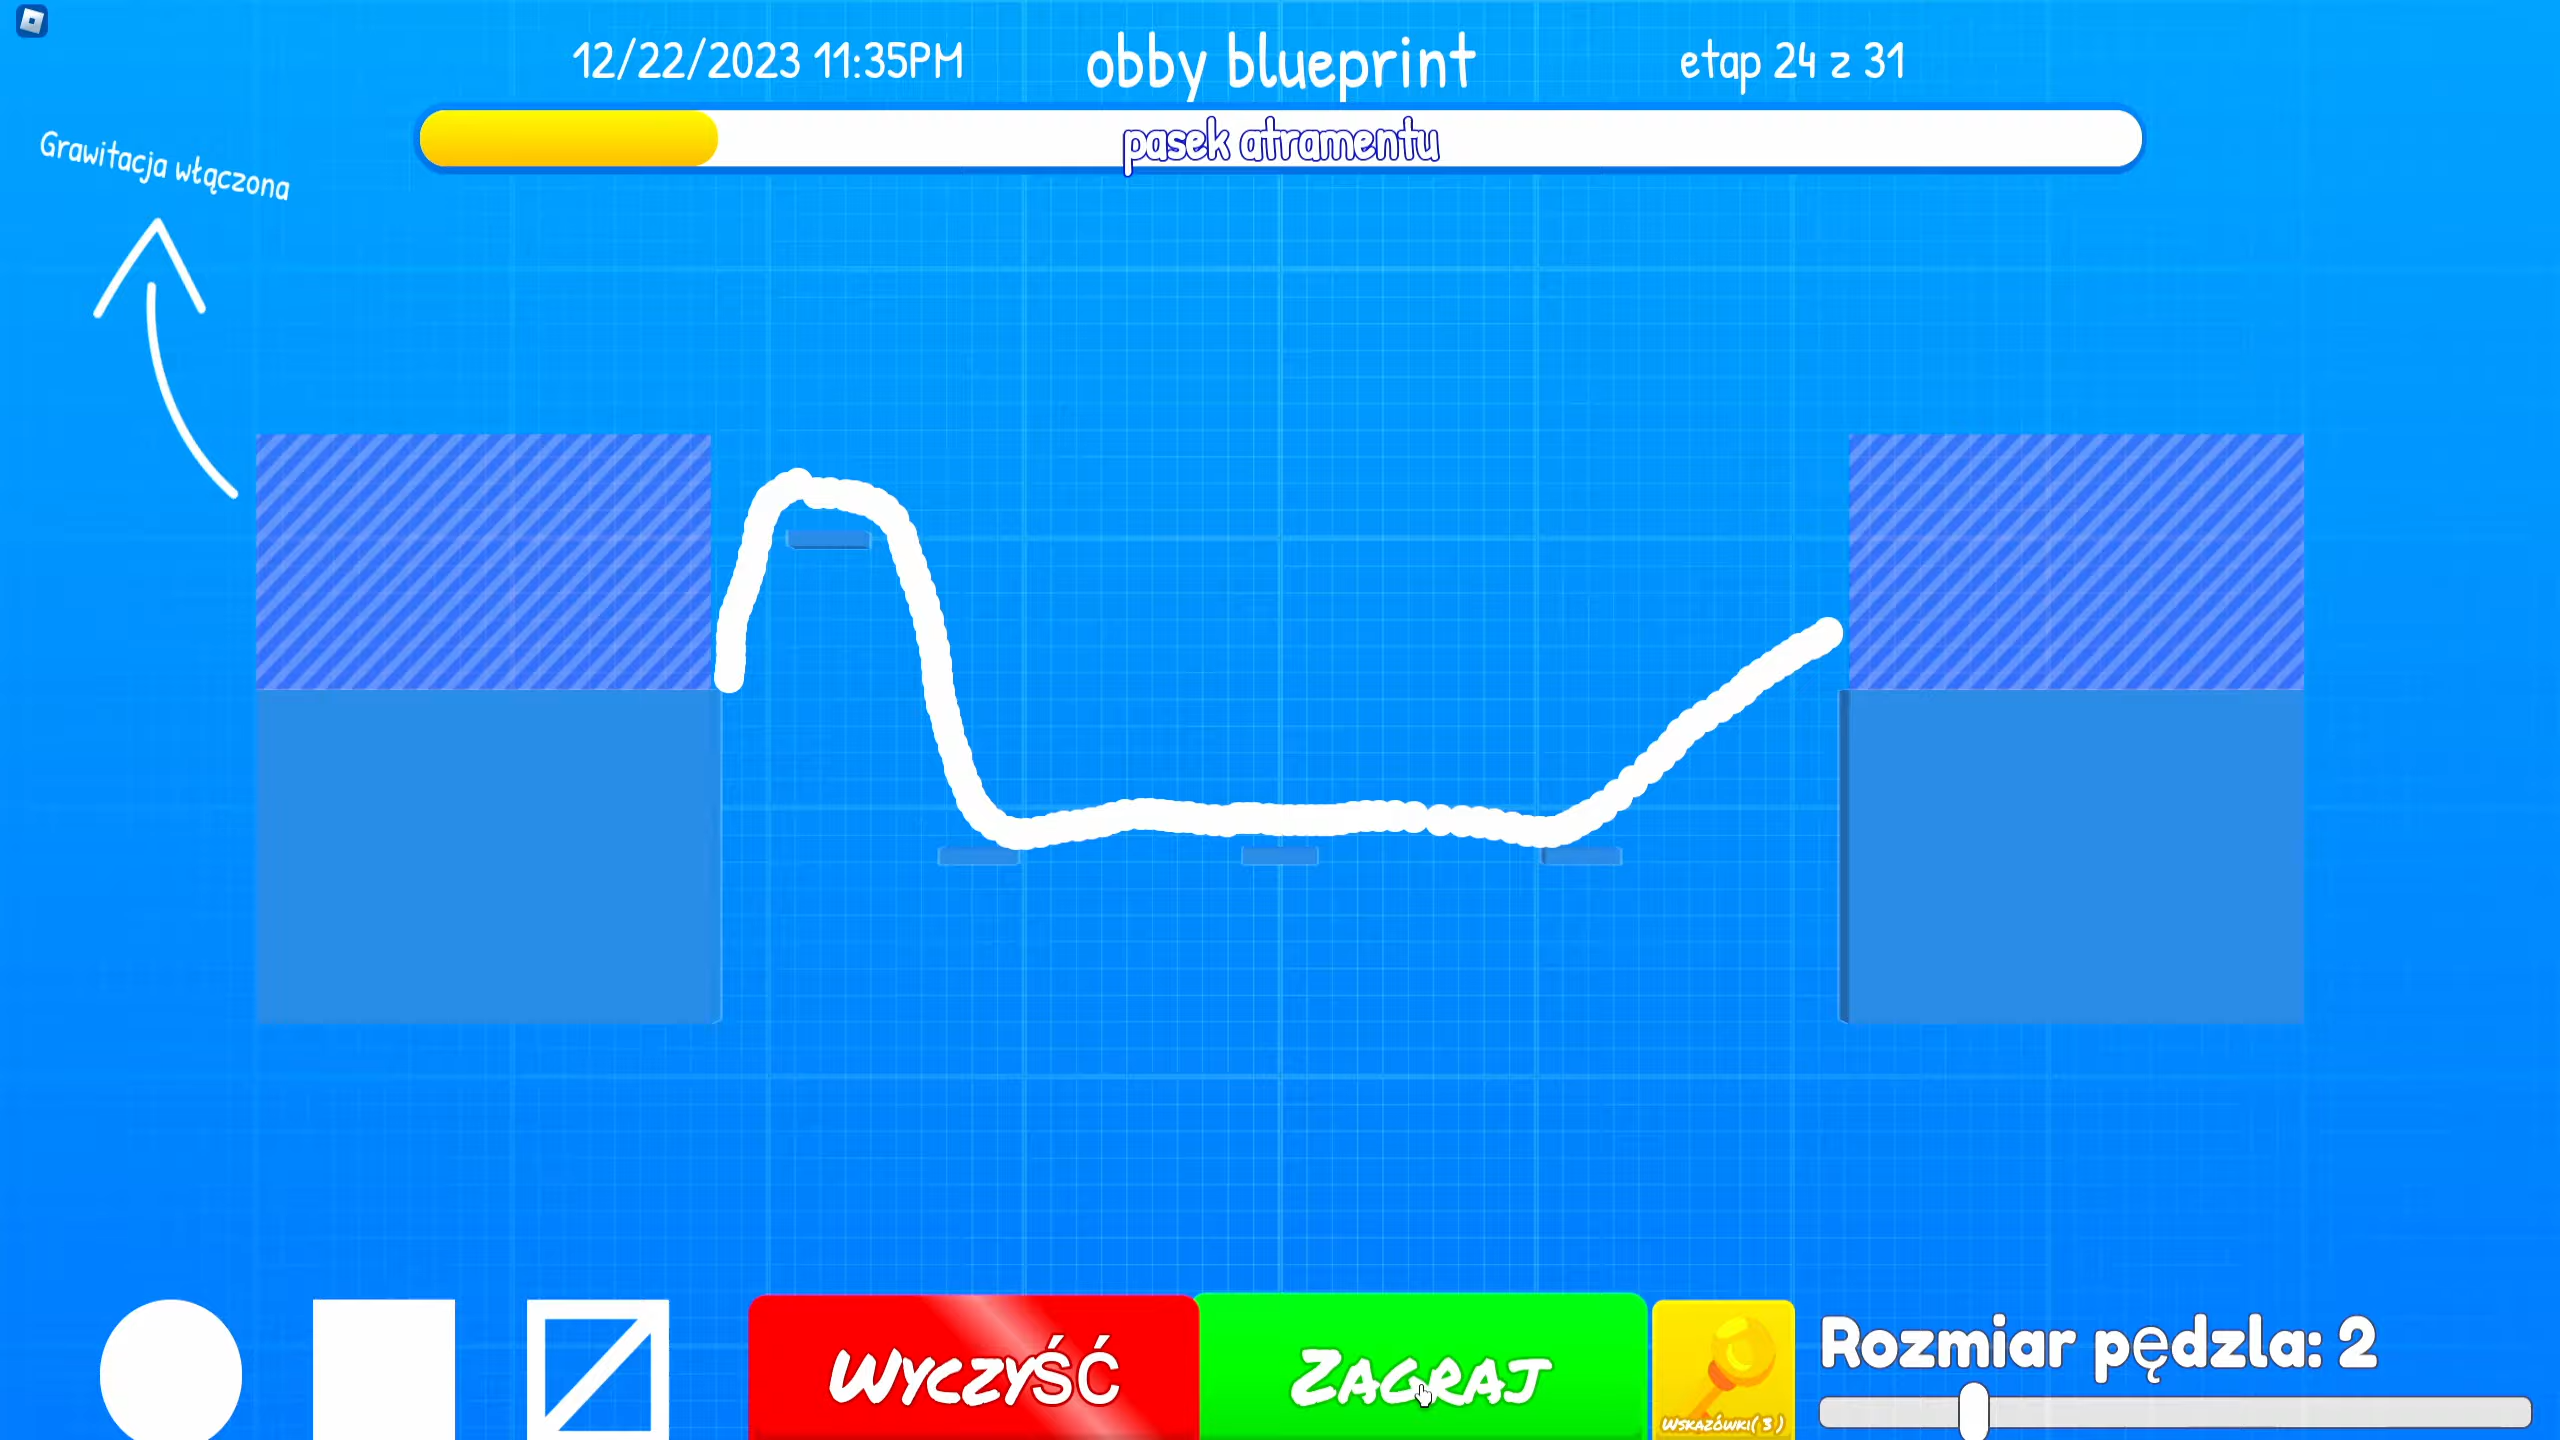 12/22/2023 11:35PM
obby blueprint
etap 24 z 31
pasek atramentu
Grawitacja włączona
Wyczyść
Zagraj
Wskazówki( 3 )
Rozmiar pędzla: 2